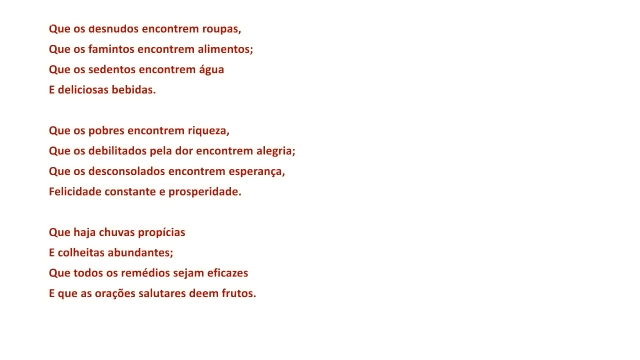 Que os desnudos encontrem roupas,
Que os famintos encontrem alimentos;
Que os sedentos encontrem água
E deliciosas bebidas.
Que os pobres encontrem riqueza,
Que os debilitados pela dor encontrem alegria;
Que os desconsolados encontrem esperança,
Felicidade constante e prosperidade.
Que haja chuvas propícias
E colheitas abundantes;
Que todos os remédios sejam eficazes
E que as orações salutares deem frutos.